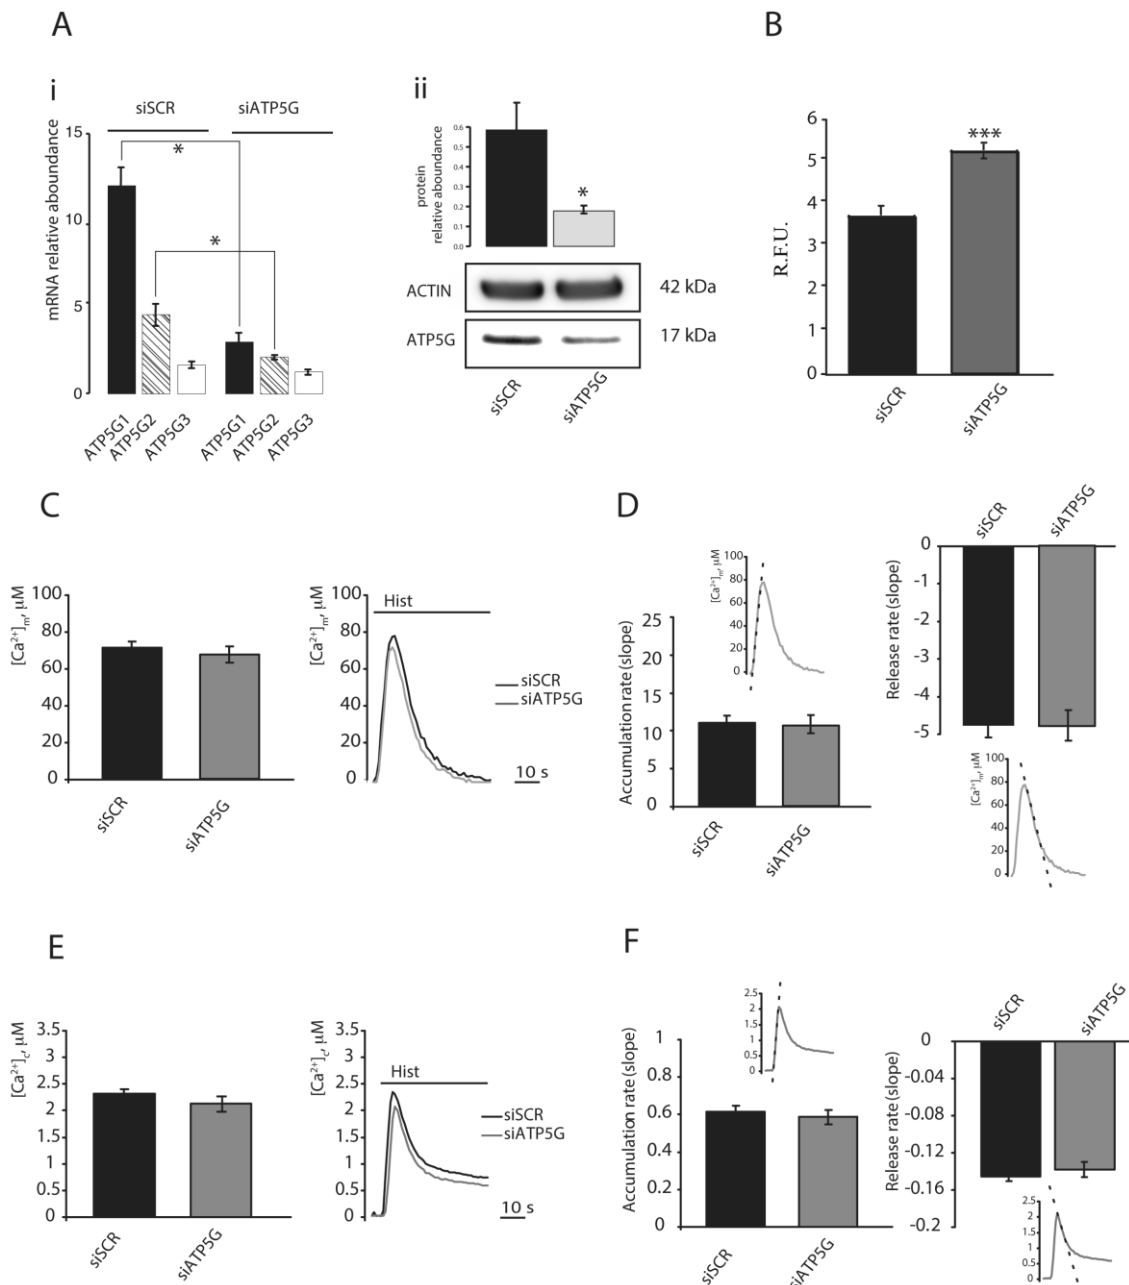 A
i
siSCR siATP5G
mRNA relative aboundance
15
10
5
0
*
*
ATP5G1 ATP5G2 ATP5G3 ATP5G1 ATP5G2 ATP5G3
ii
protein
relative aboundance
0.6
0.5
0.4
0.3
0.2
0.1
0.0
*
ACTIN 42 kDa
ATP5G 17 kDa
siSCR siATP5G
B
R.F.U.
6
5
4
3
2
1
0
***
siSCR siATP5G
C
[Ca²⁺]m, μM
100
80
60
40
20
0
siSCR siATP5G
[Ca²⁺]m, μM
100
80
60
40
20
0
Hist
siSCR
siATP5G
10 s
D
Accumulation rate (slope)
25
20
15
10
5
0
siSCR siATP5G
[Ca²⁺]m, μM
100
80
60
40
20
0
siSCR siATP5G
Release rate (slope)
0
-1
-2
-3
-4
-5
[Ca²⁺]m, μM
100
80
60
40
20
0
E
[Ca²⁺]c, μM
3.5
3
2.5
2
1.5
1
0.5
0
siSCR siATP5G
[Ca²⁺]c, μM
3.5
3
2.5
2
1.5
1
0.5
0
Hist
siSCR
siATP5G
10 s
F
Accumulation rate (slope)
1
0.8
0.6
0.4
0.2
0
siSCR siATP5G
2.5
2
1.5
1
0.5
0
siSCR siATP5G
Release rate (slope)
0
-0.04
-0.08
-0.12
-0.16
-0.2
2.5
2
1.5
1
0.5
0